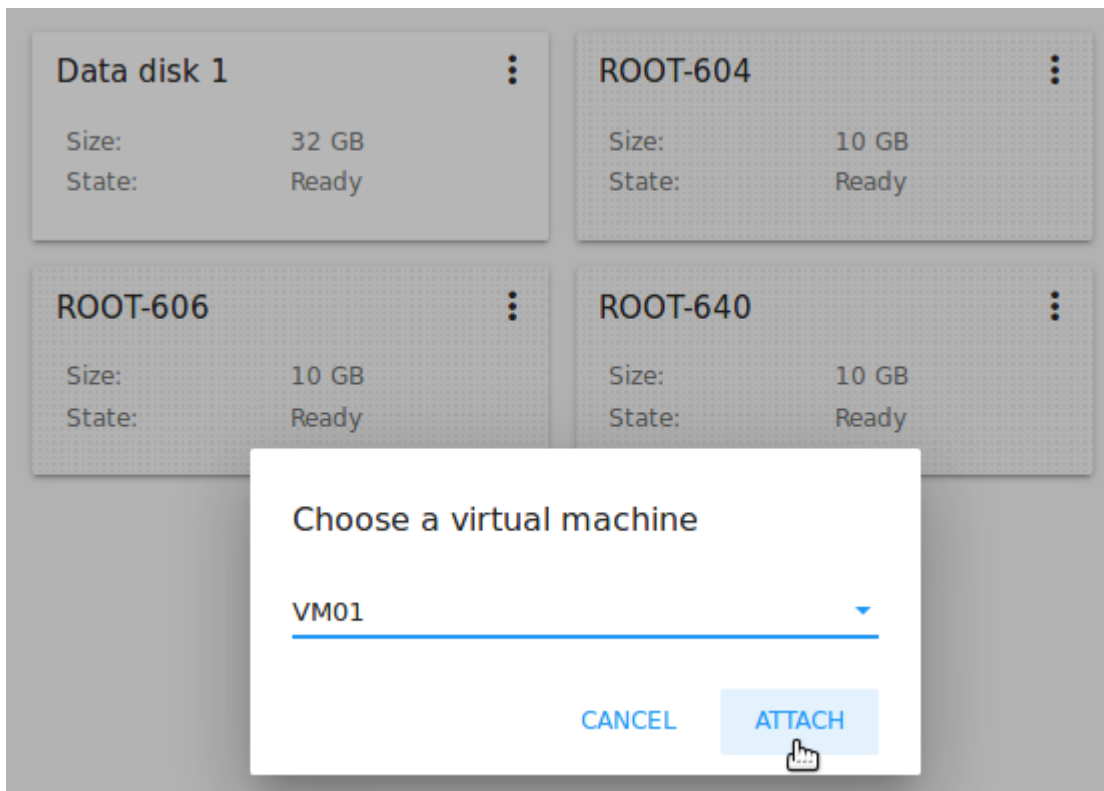 Data disk 1
Size: 32 GB
State: Ready
ROOT-604
Size: 10 GB
State: Ready
ROOT-606
Size: 10 GB
State: Ready
ROOT-640
Size: 10 GB
State: Ready
Choose a virtual machine
VM01
CANCEL ATTACH